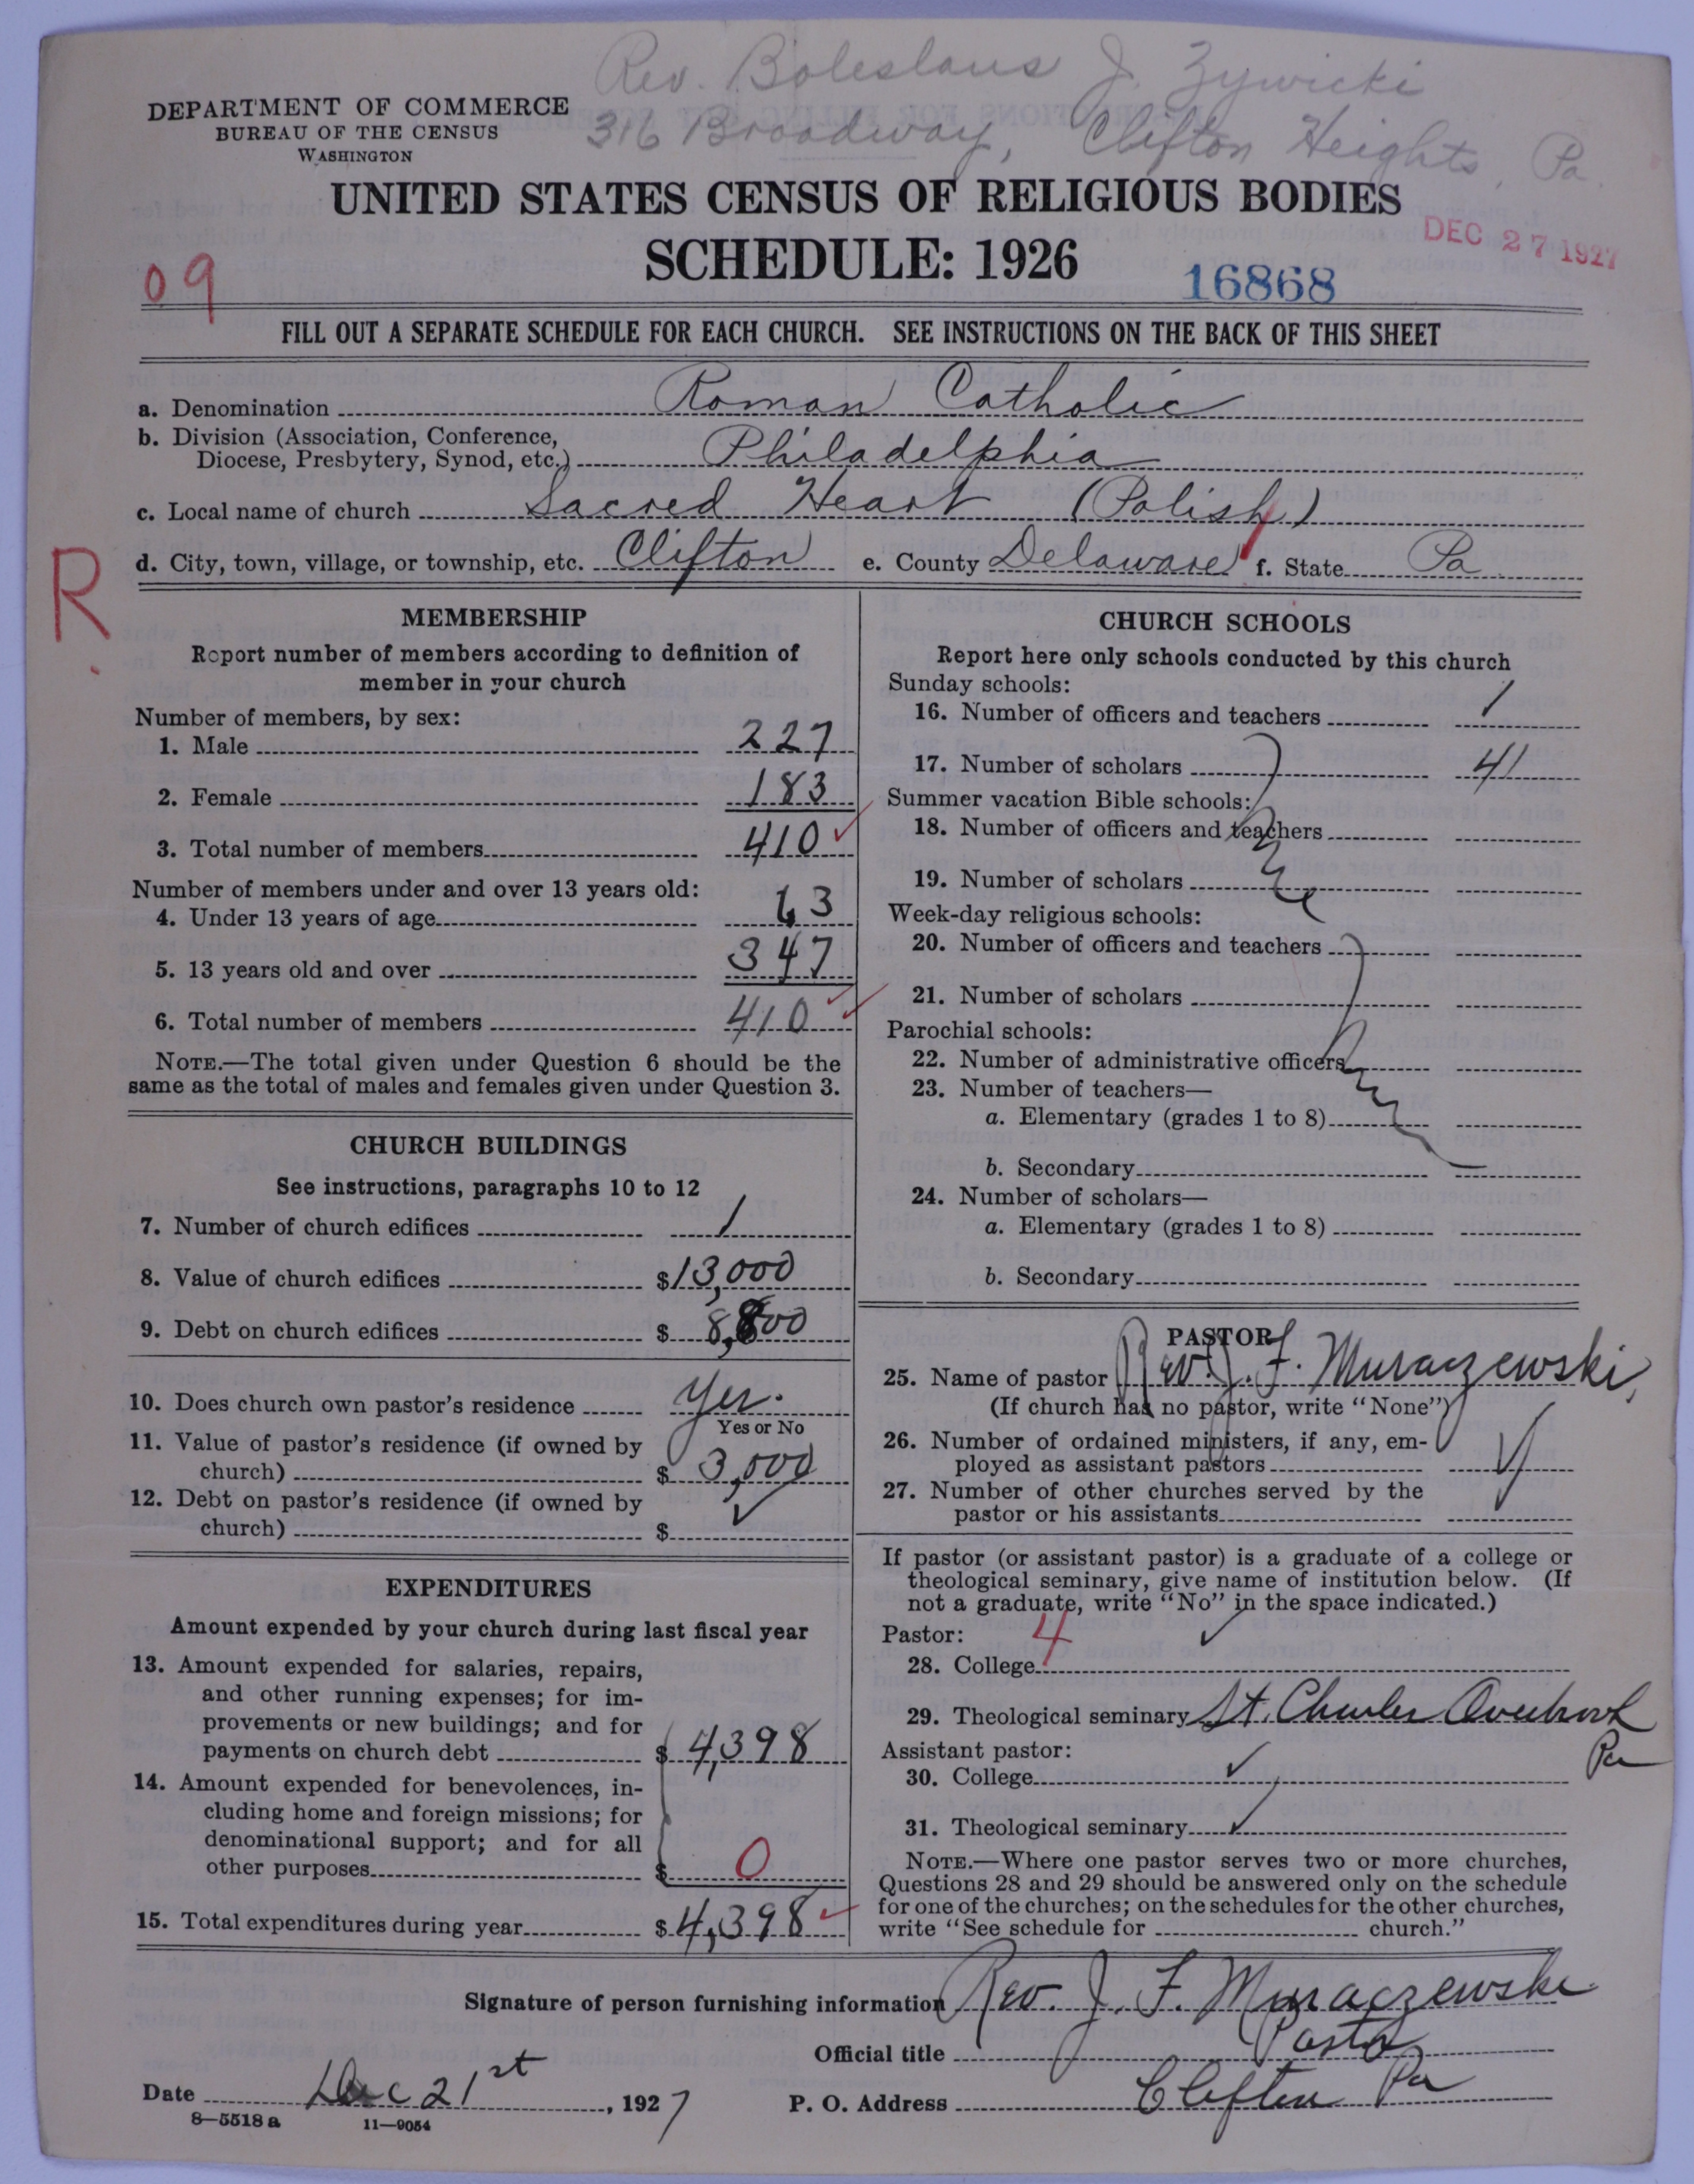 Rev. Boleslaus J. Zywicki
316 Broadway, Clifton Heights, Pa.
DEPARTMENT OF COMMERCE
BUREAU OF THE CENSUS
WASHINGTON
UNITED STATES CENSUS OF RELIGIOUS BODIES
SCHEDULE: 1926
DEC 27 1927
09
16868
FILL OUT A SEPARATE SCHEDULE FOR EACH CHURCH. SEE INSTRUCTIONS ON THE BACK OF THIS SHEET
a. Denomination Roman Catholic
b. Division (Association, Conference,
Diocese, Presbytery, Synod, etc.) Philadelphia
c. Local name of church Sacred Heart (Polish)
d. City, town, village, or township, etc. Clifton e. County Delaware f. State Pa
R
MEMBERSHIP
Report number of members according to definition of
member in your church
Number of members, by sex:
1. Male 227
2. Female 183
3. Total number of members 410
Number of members under and over 13 years old:
4. Under 13 years of age 63
5. 13 years old and over 347
6. Total number of members 410
NOTE.—The total given under Question 6 should be the
same as the total of males and females given under Question 3.
CHURCH BUILDINGS
See instructions, paragraphs 10 to 12
7. Number of church edifices 1
8. Value of church edifices $13,000
9. Debt on church edifices $ 8,800
10. Does church own pastor's residence Yes.
Yes or No
11. Value of pastor's residence (if owned by
church) $ 3,000
12. Debt on pastor's residence (if owned by
church) $ ✓
EXPENDITURES
Amount expended by your church during last fiscal year
13. Amount expended for salaries, repairs,
and other running expenses; for im-
provements or new buildings; and for
payments on church debt $ 4,398
14. Amount expended for benevolences, in-
cluding home and foreign missions; for
denominational support; and for all
other purposes $ 0
15. Total expenditures during year $ 4,398
CHURCH SCHOOLS
Report here only schools conducted by this church
Sunday schools:
16. Number of officers and teachers 1
17. Number of scholars 41
Summer vacation Bible schools:
18. Number of officers and teachers
19. Number of scholars
Week-day religious schools:
20. Number of officers and teachers
21. Number of scholars
Parochial schools:
22. Number of administrative officers
23. Number of teachers—
a. Elementary (grades 1 to 8)
b. Secondary
24. Number of scholars—
a. Elementary (grades 1 to 8)
b. Secondary
PASTOR
25. Name of pastor Rev. J. F. Muraczewski,
(If church has no pastor, write "None")
26. Number of ordained ministers, if any, em-
ployed as assistant pastors ✓
27. Number of other churches served by the
pastor or his assistants
If pastor (or assistant pastor) is a graduate of a college or
theological seminary, give name of institution below. (If
not a graduate, write "No" in the space indicated.)
Pastor: 4
28. College ✓
29. Theological seminary St. Charles Overbrook
Pa
Assistant pastor:
30. College ✓
31. Theological seminary ✓
NOTE.—Where one pastor serves two or more churches,
Questions 28 and 29 should be answered only on the schedule
for one of the churches; on the schedules for the other churches,
write "See schedule for church."
Signature of person furnishing information Rev. J. F. Muraczewski
Official title Pastor
Date Dec 21st, 1927 P. O. Address Clifton Pa
8—5518 a 11—9054